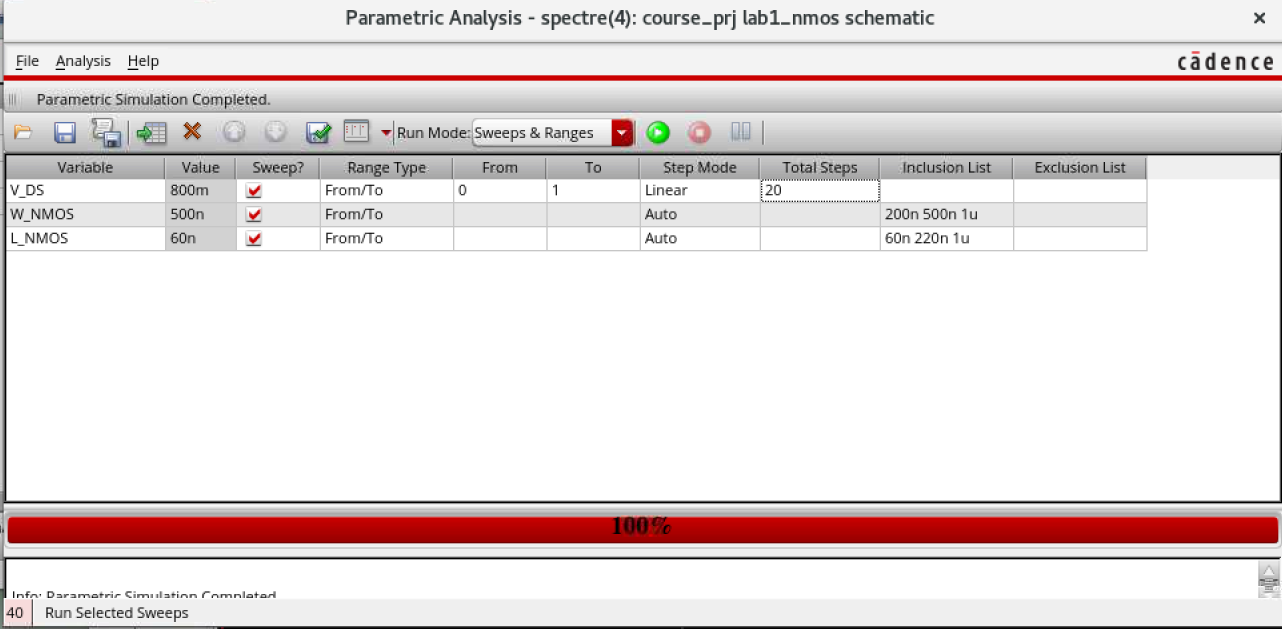 Parametric Analysis - spectre(4): course_prj lab1_nmos schematic ×
File Analysis Help cādence
Parametric Simulation Completed.
Run Mode: Sweeps & Ranges
Variable Value Sweep? Range Type From To Step Mode Total Steps Inclusion List Exclusion List
V_DS 800m From/To 0 1 Linear 20
W_NMOS 500n From/To Auto 200n 500n 1u
L_NMOS 60n From/To Auto 60n 220n 1u
100%
Info: Parametric Simulation Completed
40 Run Selected Sweeps